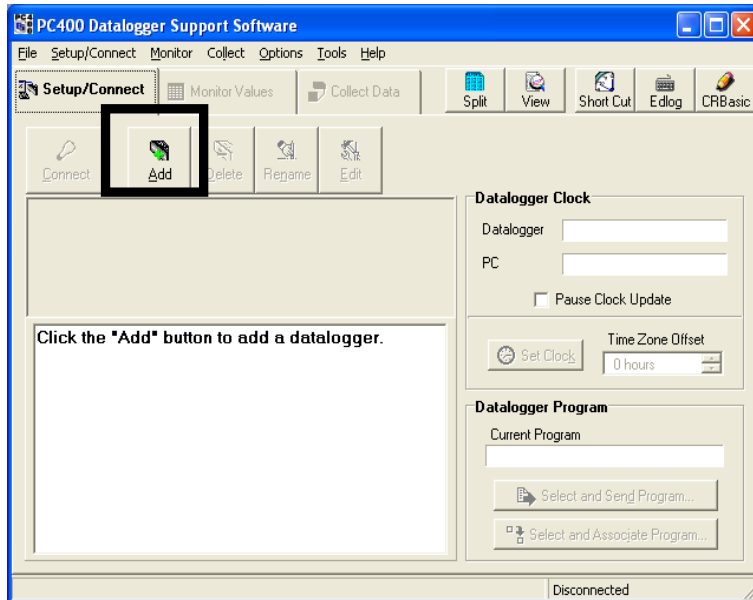 PC400 Datalogger Support Software
File Setup/Connect Monitor Collect Options Tools Help
Setup/Connect Monitor Values Collect Data Split View Short Cut Edlog CRBasic
Connect Add Delete Rename Edit
Datalogger Clock
Datalogger
PC
Pause Clock Update
Click the "Add" button to add a datalogger.
Time Zone Offset
Set Clock 0 hours
Datalogger Program
Current Program
Select and Send Program...
Select and Associate Program...
Disconnected